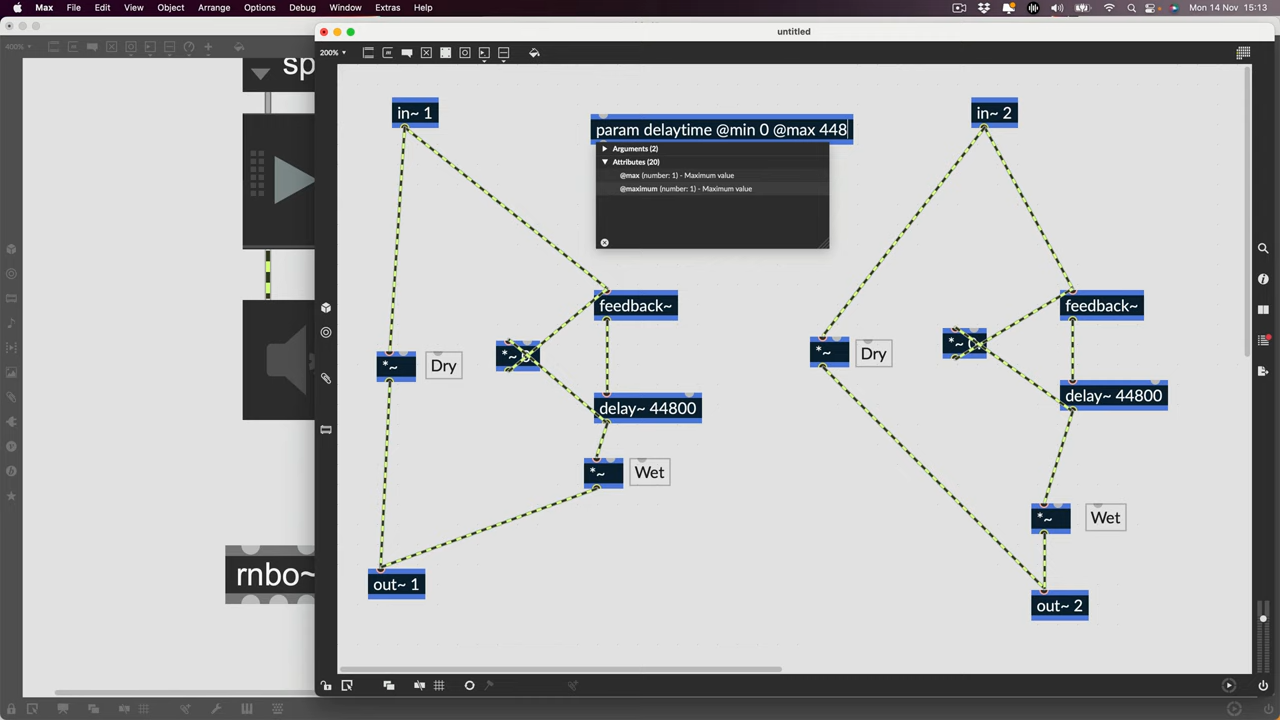 Max File Edit View Object Arrange Options Debug Window Extras Help
Mon 14 Nov 15:13
untitled
400%
200%
sp
in~ 1
param delaytime @min 0 @max 448
in~ 2
Arguments (2)
Attributes (20)
@max (number: 1) - Maximum value
@maximum (number: 1) - Maximum value
feedback~
feedback~
*~
Dry
*~
*~
Dry
*~
delay~ 44800
delay~ 44800
*~
Wet
*~
Wet
rnbo~
out~ 1
out~ 2